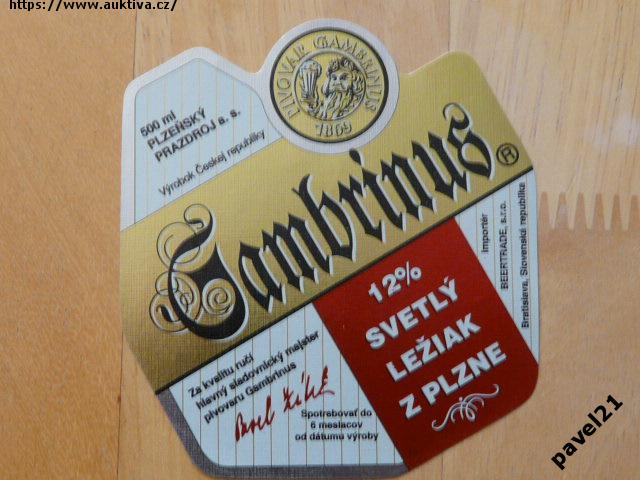 https://www.auktiva.cz/
PIVOVAR GAMBRINUS
1869
500 ml
PLZEŇSKÝ
PRAZDROJ a. s.
Výrobok Českej republiky
Gambrinus®
12%
SVETLÝ
LEŽIAK
Z PLZNE
Importér
BEERTRADE, s.r.o.
Bratislava, Slovenská republika
Za kvalitu ručí
hlavný sladovnický majster
pivovaru Gambrinus
Spotrebovať do
6 mesiacov
od dátumu výroby
pavel21